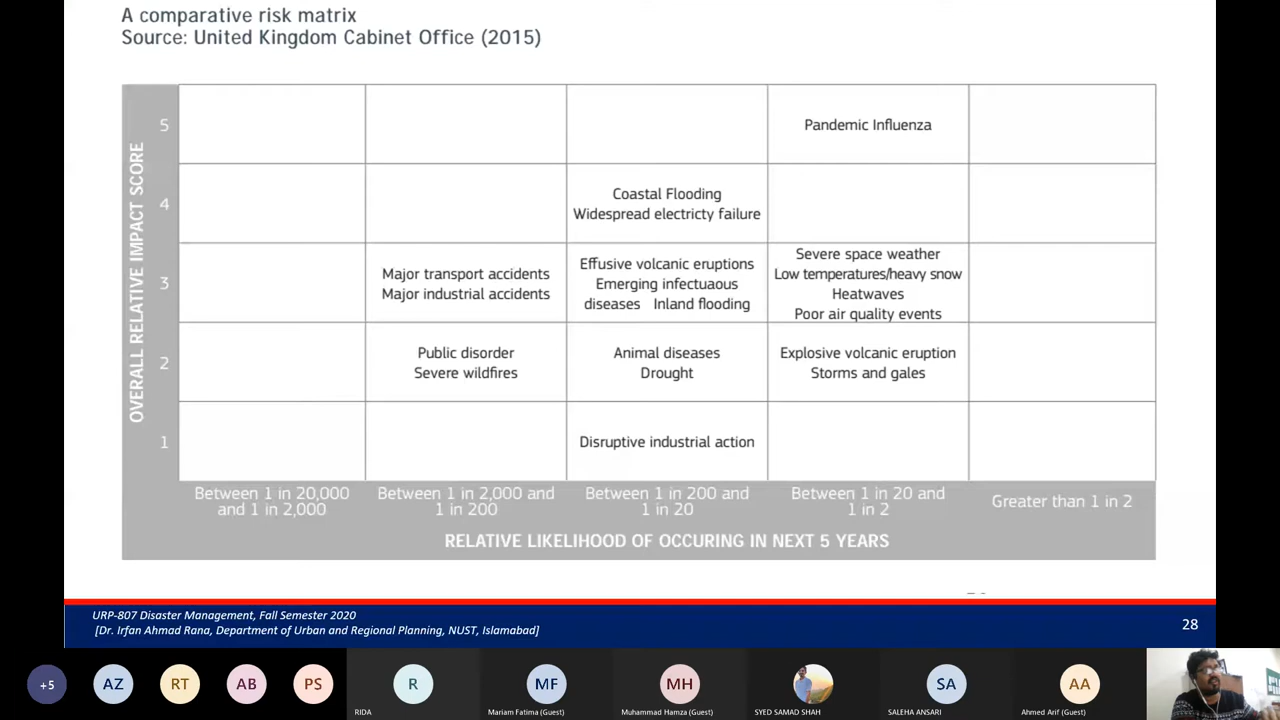 A comparative risk matrix
Source: United Kingdom Cabinet Office (2015)
OVERALL RELATIVE IMPACT SCORE
5
Pandemic Influenza
4
Coastal Flooding
Widespread electricty failure
3
Major transport accidents
Major industrial accidents
Effusive volcanic eruptions
Emerging infectuaous
diseases Inland flooding
Severe space weather
Low temperatures/heavy snow
Heatwaves
Poor air quality events
2
Public disorder
Severe wildfires
Animal diseases
Drought
Explosive volcanic eruption
Storms and gales
1
Disruptive industrial action
Between 1 in 20,000
and 1 in 2,000
Between 1 in 2,000 and
1 in 200
Between 1 in 200 and
1 in 20
Between 1 in 20 and
1 in 2
Greater than 1 in 2
RELATIVE LIKELIHOOD OF OCCURING IN NEXT 5 YEARS
URP-807 Disaster Management, Fall Semester 2020
[Dr. Irfan Ahmad Rana, Department of Urban and Regional Planning, NUST, Islamabad]
28
+5
AZ
RT
AB
PS
R
RIDA
MF
Mariam Fatima (Guest)
MH
Muhammad Hamza (Guest)
SYED SAMAD SHAH
SA
SALEHA ANSARI
AA
Ahmed Arif (Guest)